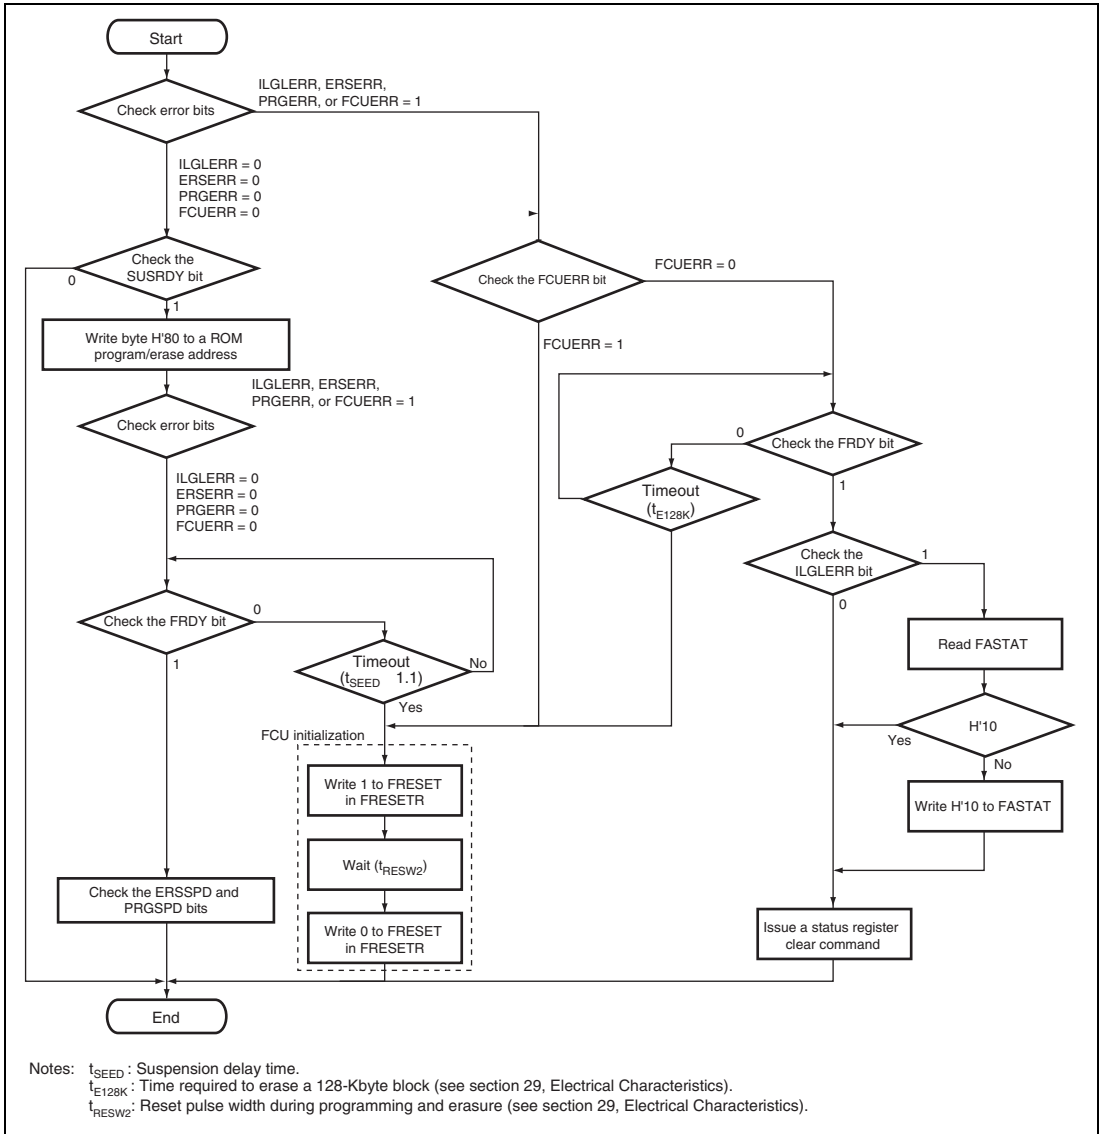 Start
Check error bits
ILGLERR, ERSERR,
PRGERR, or FCUERR = 1
ILGLERR = 0
ERSERR = 0
PRGERR = 0
FCUERR = 0
Check the
SUSRDY bit
0
1
Write byte H'80 to a ROM
program/erase address
ILGLERR, ERSERR,
PRGERR, or FCUERR = 1
Check error bits
ILGLERR = 0
ERSERR = 0
PRGERR = 0
FCUERR = 0
Check the FRDY bit
0
1
Timeout
(tSEED 1.1)
No
Yes
Check the FCUERR bit
FCUERR = 0
FCUERR = 1
Check the FRDY bit
0
1
Timeout
(tE128K)
Check the
ILGLERR bit
1
0
Read FASTAT
H'10
Yes
No
Write H'10 to FASTAT
FCU initialization
Write 1 to FRESET
in FRESETR
Wait (tRESW2)
Write 0 to FRESET
in FRESETR
Check the ERSSPD and
PRGSPD bits
Issue a status register
clear command
End
Notes: tSEED : Suspension delay time.
tE128K : Time required to erase a 128-Kbyte block (see section 29, Electrical Characteristics).
tRESW2: Reset pulse width during programming and erasure (see section 29, Electrical Characteristics).